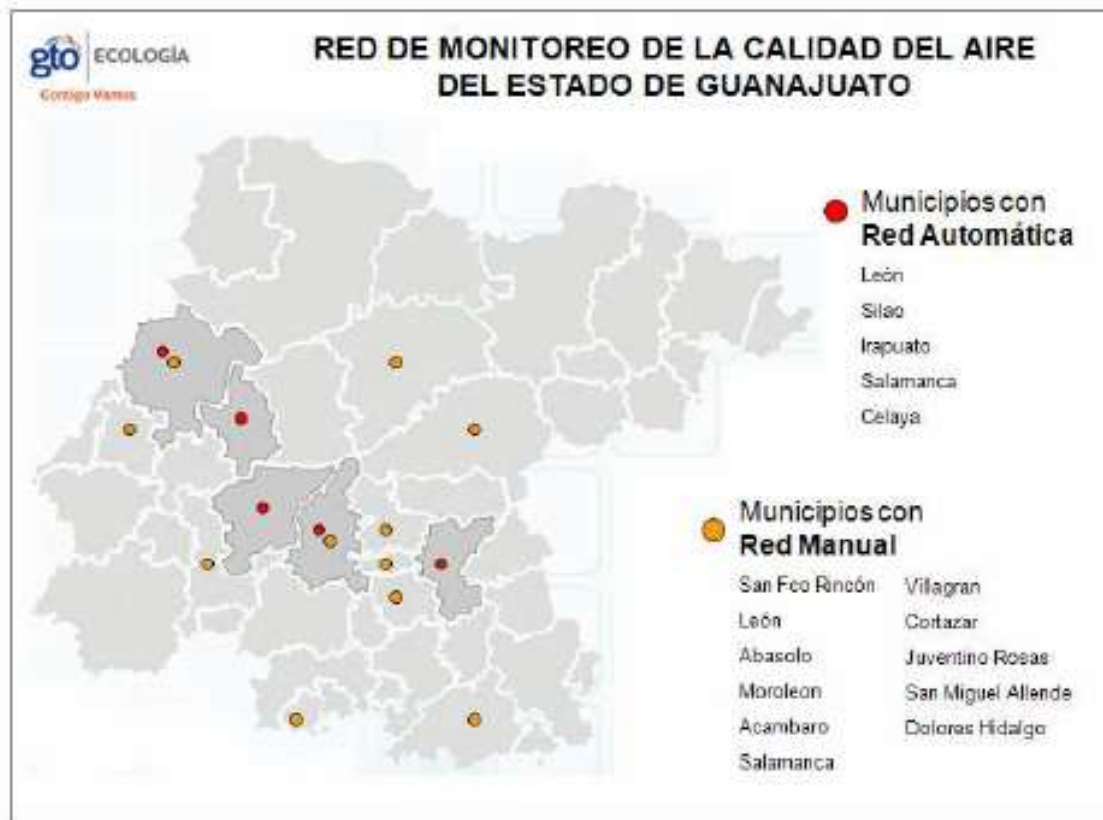 gto ECOLOGÍA
Contigo Vamos
RED DE MONITOREO DE LA CALIDAD DEL AIRE
DEL ESTADO DE GUANAJUATO
Municipios con
Red Automática
León
Silao
Irapuato
Salamanca
Celaya
Municipios con
Red Manual
San Fco Rincón
León
Abasolo
Moroleon
Acambaro
Salamanca
Villagran
Cortazar
Juventino Rosas
San Miguel Allende
Dolores Hidalgo